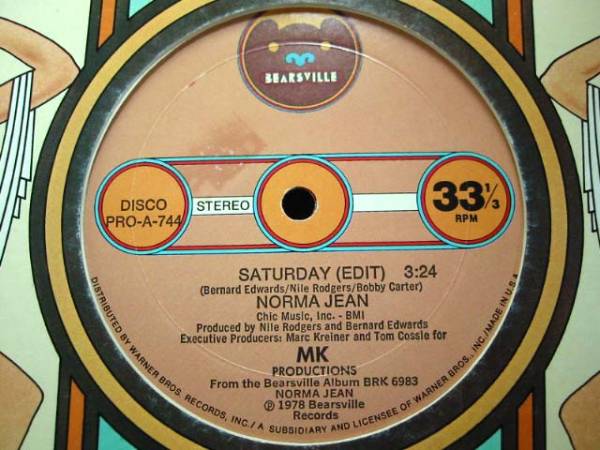 BEARSVILLE
DISCO
PRO-A-744
STEREO
33⅓
RPM
SATURDAY (EDIT) 3:24
(Bernard Edwards/Nile Rodgers/Bobby Carter)
NORMA JEAN
Chic Music, Inc. - BMI
Produced by Nile Rodgers and Bernard Edwards
Executive Producers: Marc Kreiner and Tom Cossie for
MK
PRODUCTIONS
From the Bearsville Album BRK 6983
NORMA JEAN
℗ 1978 Bearsville
Records
DISTRIBUTED BY WARNER BROS. RECORDS, INC./A SUBSIDIARY AND LICENSEE OF WARNER BROS., INC./MADE IN U.S.A.